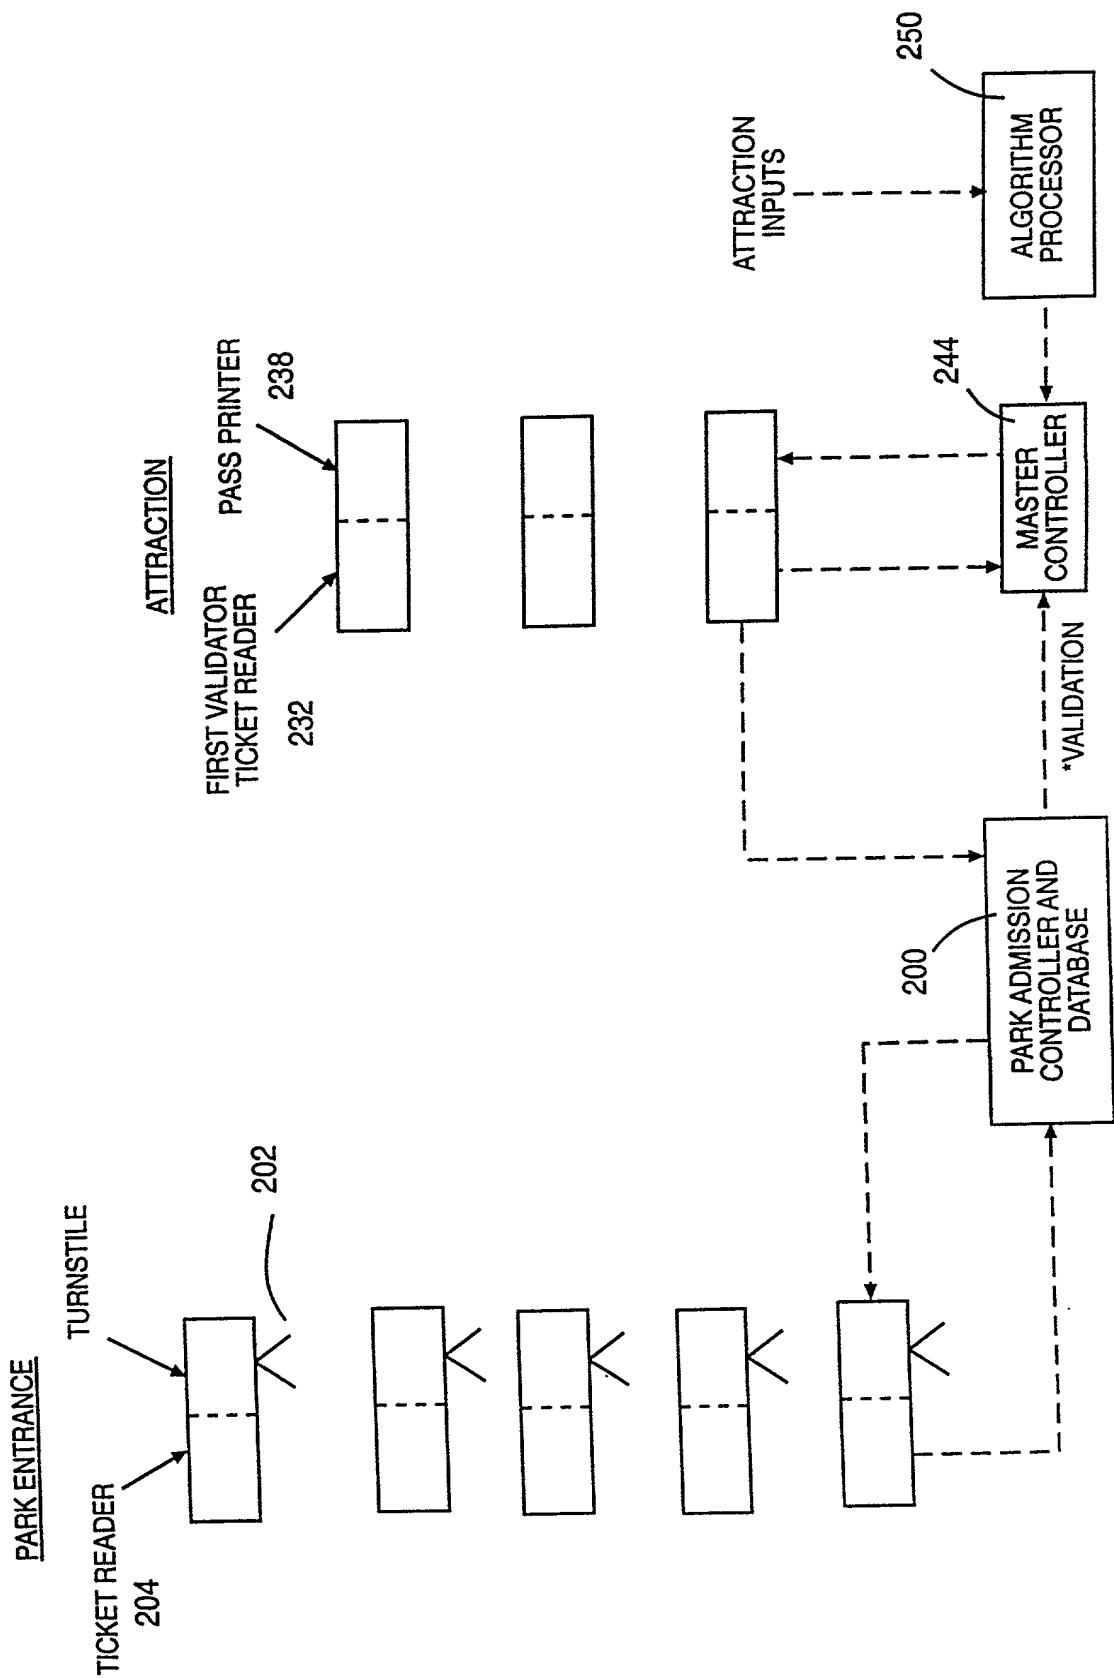 PARK ENTRANCE
TICKET READER
204
TURNSTILE
202
ATTRACTION
FIRST VALIDATOR
TICKET READER
232
PASS PRINTER
238
ATTRACTION
INPUTS
PARK ADMISSION
CONTROLLER AND
DATABASE
200
*VALIDATION
MASTER
CONTROLLER
244
ALGORITHM
PROCESSOR
250